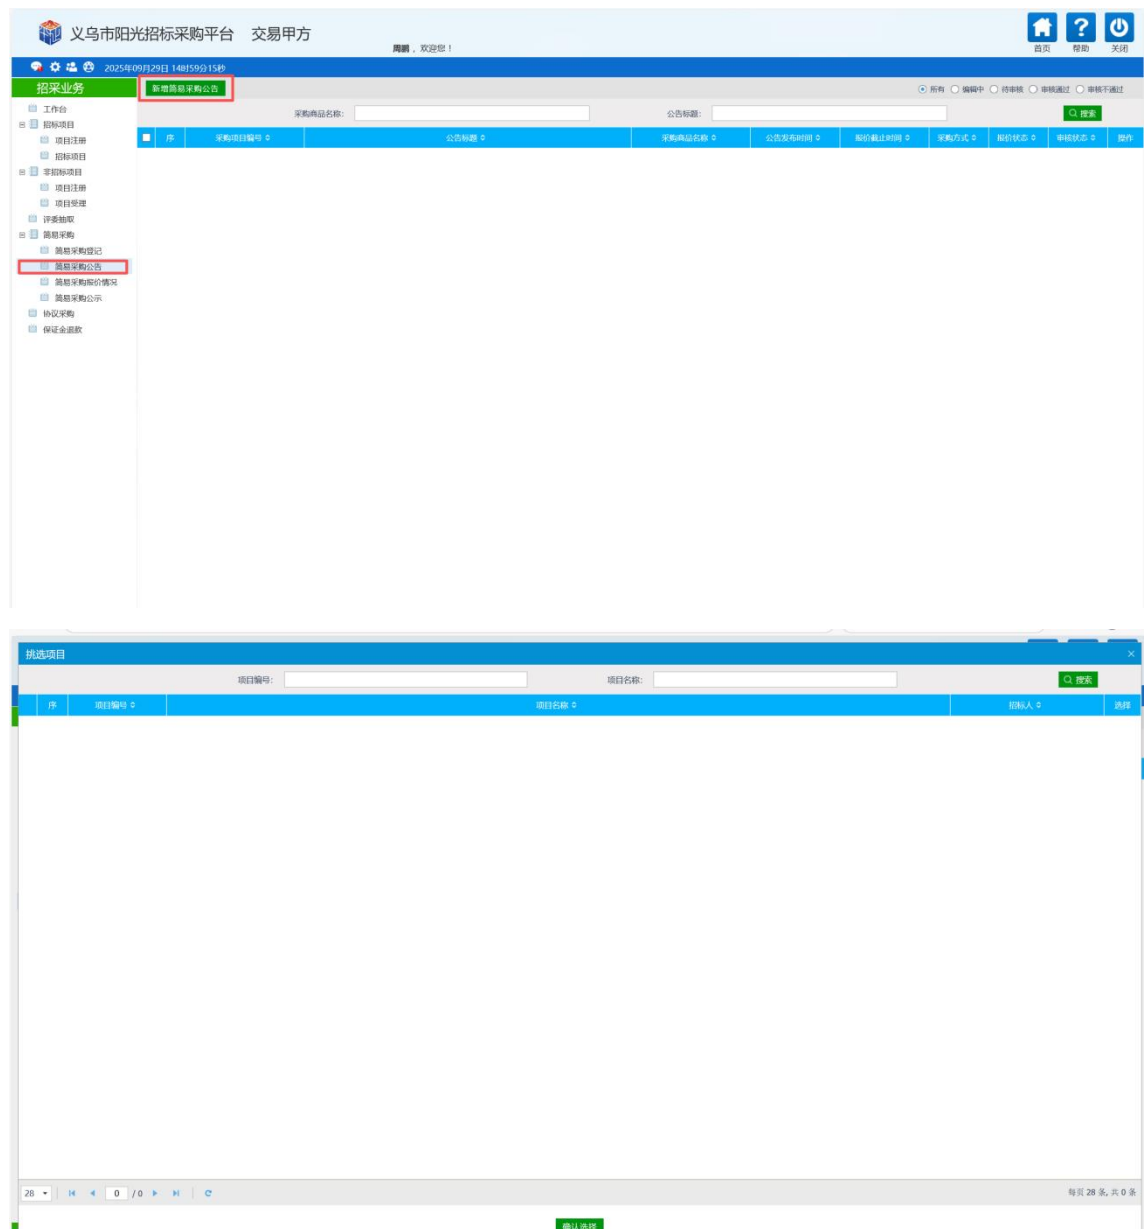 义乌市阳光招标采购平台 交易甲方
周鹏，欢迎您！
首页 帮助 关闭
2025年09月29日 14时59分15秒
招采业务
新增简易采购公告
所有 编辑中 待审核 审核通过 审核不通过
工作台
招标项目
项目注册
招标项目
非招标项目
项目注册
项目受理
评委抽取
简易采购
简易采购登记
简易采购公告
简易采购报价情况
简易采购公示
协议采购
保证金退款
采购商品名称: 公告标题: 搜索
序 采购项目编号 公告标题 采购商品名称 公告发布时间 报价截止时间 采购方式 报价状态 审核状态 操作
挑选项目 ×
项目编号: 项目名称: 搜索
序 项目编号 项目名称 招标人 选择
28 0 / 0 每页 28 条, 共 0 条
确认选择